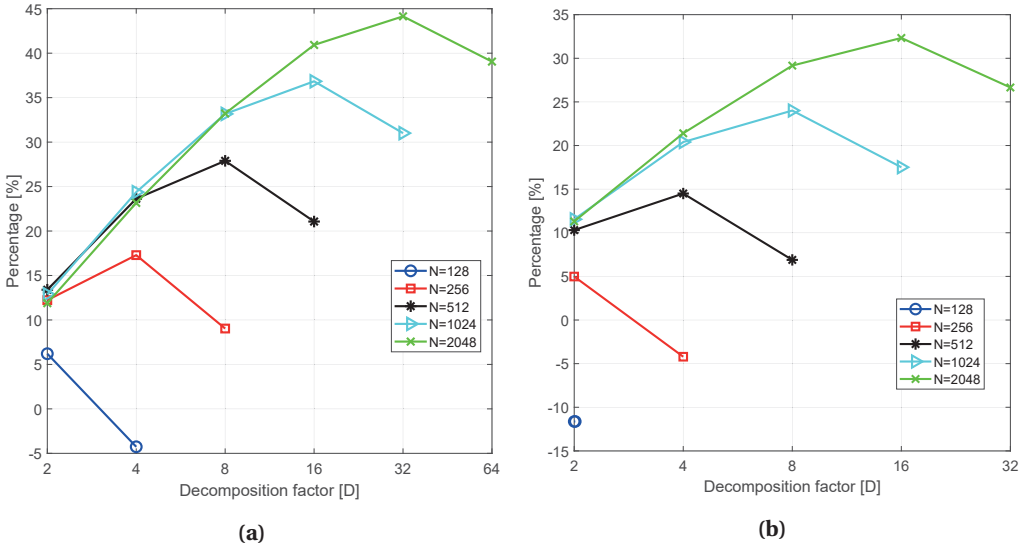 45
40
35
30
25
20
15
10
5
0
-5
Percentage [%]
2 4 8 16 32 64
Decomposition factor [D]
N=128
N=256
N=512
N=1024
N=2048
(a)
35
30
25
20
15
10
5
0
-5
-10
-15
Percentage [%]
2 4 8 16 32
Decomposition factor [D]
N=128
N=256
N=512
N=1024
N=2048
(b)